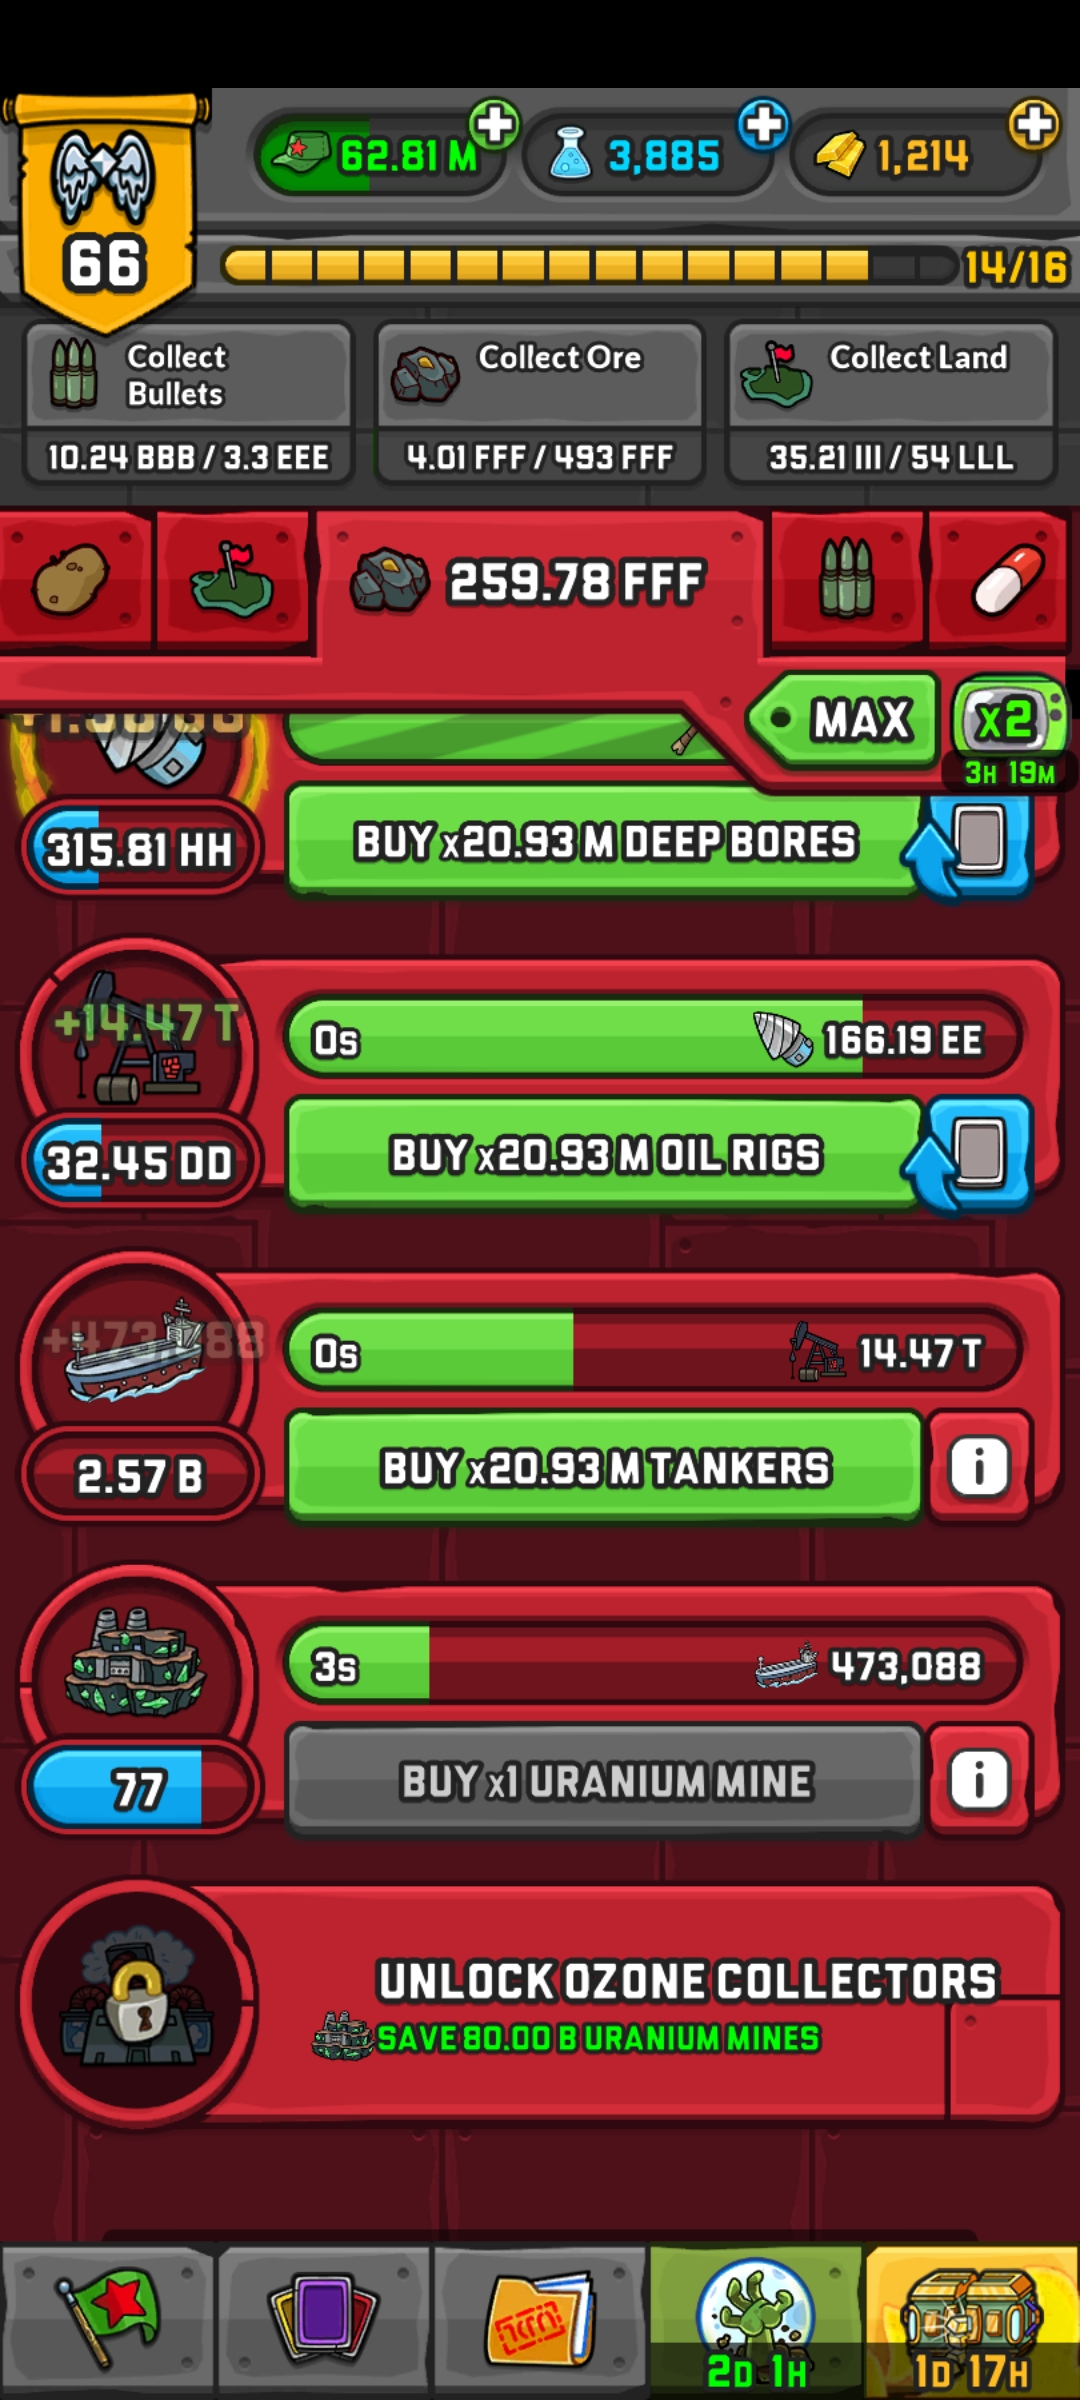 62.81 M
3,885
1,214
66
14/16
Collect
Bullets
10.24 BBB / 3.3 EEE
Collect Ore
4.01 FFF / 493 FFF
Collect Land
35.21 III / 54 LLL
259.78 FFF
MAX
x2
3H 19M
315.81 HH
BUY x20.93 M DEEP BORES
+14.47 T
0s
166.19 EE
32.45 DD
BUY x20.93 M OIL RIGS
+473,088
0s
14.47 T
2.57 B
BUY x20.93 M TANKERS
i
3s
473,088
77
BUY x1 URANIUM MINE
i
UNLOCK OZONE COLLECTORS
SAVE 80.00 B URANIUM MINES
2D 1H
1D 17H